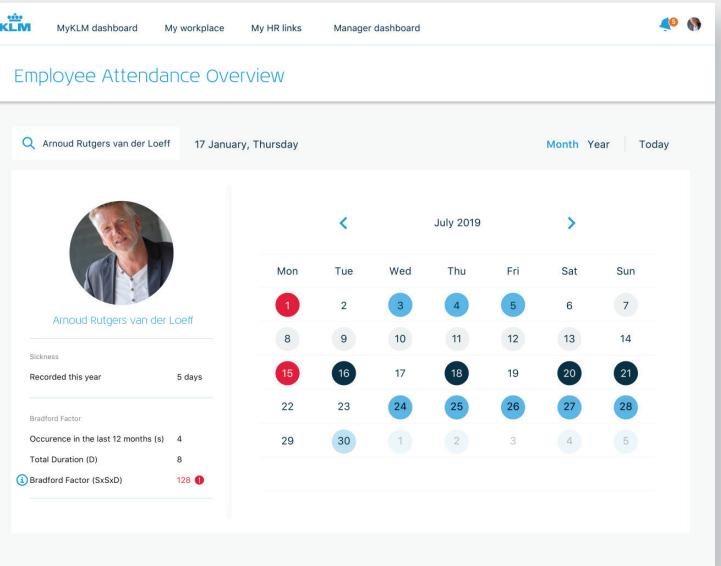 KLM MyKLM dashboard My workplace My HR links Manager dashboard 5
Employee Attendance Overview
Arnoud Rutgers van der Loeff 17 January, Thursday Month Year Today
July 2019
Mon Tue Wed Thu Fri Sat Sun
1 2 3 4 5 6 7
Arnoud Rutgers van der Loeff
8 9 10 11 12 13 14
Sickness
Recorded this year 5 days
15 16 17 18 19 20 21
22 23 24 25 26 27 28
Bradford Factor
Occurence in the last 12 months (s) 4
29 30 1 2 3 4 5
Total Duration (D) 8
Bradford Factor (SxSxD) 128